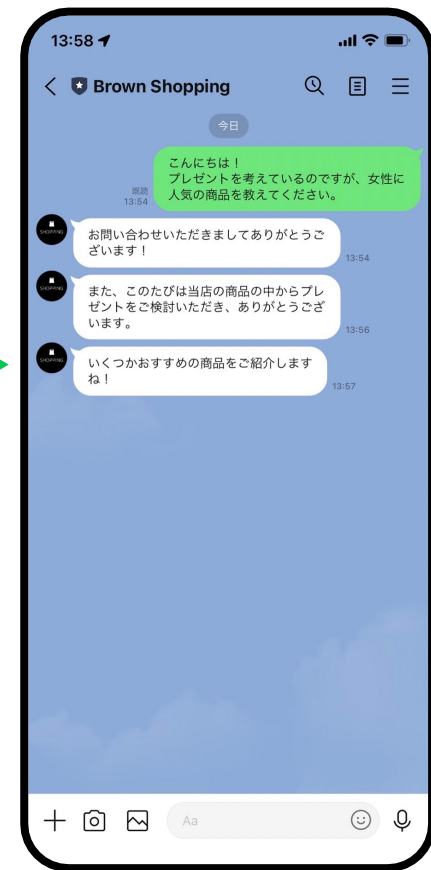 13:58
Brown Shopping
今日
こんにちは！
プレゼントを考えているのですが、女性に
人気の商品を教えてください。
既読
13:54
SHOPPING
お問い合わせいただきましてありがとうご
ざいます！
13:54
SHOPPING
また、このたびは当店の商品の中からプレ
ゼントをご検討いただき、ありがとうござ
います。
13:56
SHOPPING
いくつかおすすめの商品をご紹介します
ね！
13:57
Aa